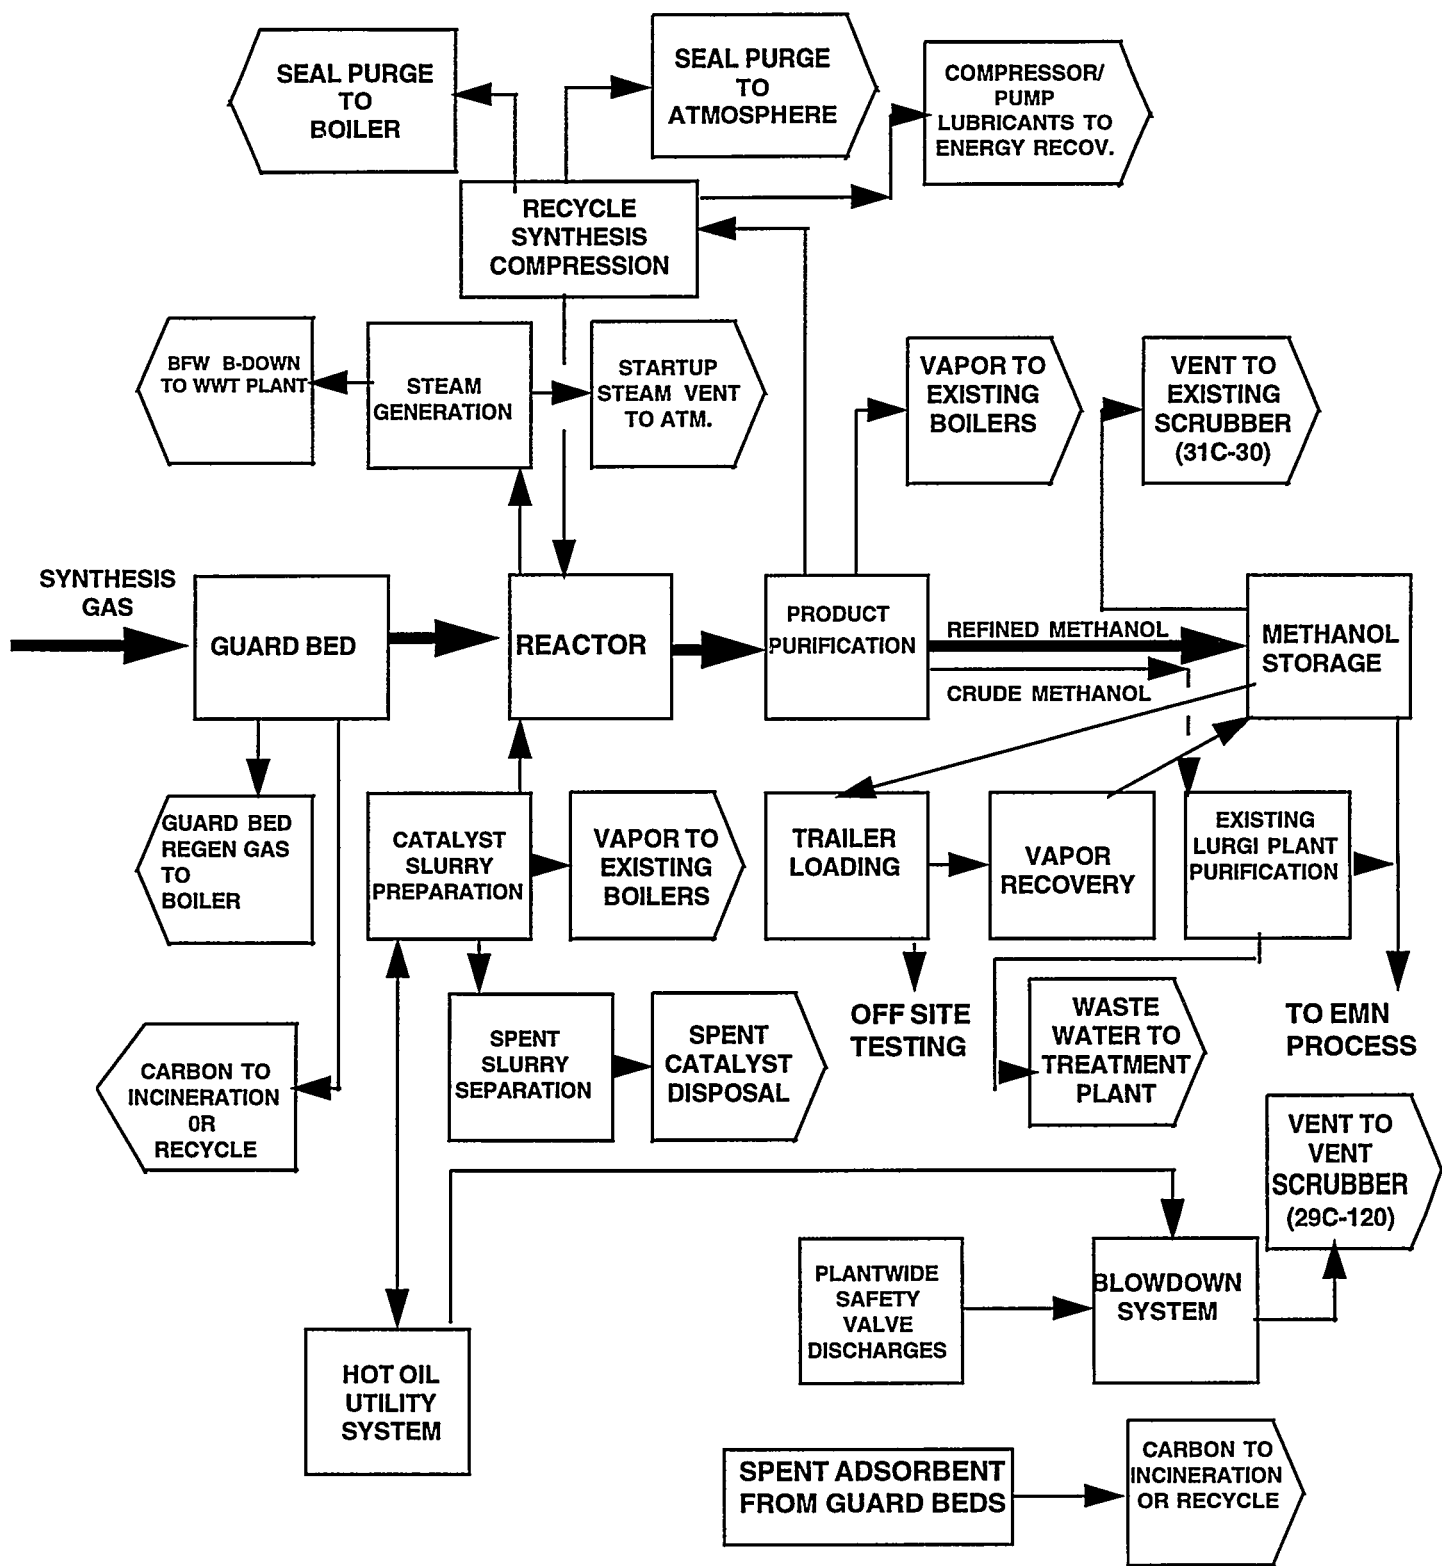 SEAL PURGE
TO
BOILER
SEAL PURGE
TO
ATMOSPHERE
COMPRESSOR/
PUMP
LUBRICANTS TO
ENERGY RECOV.
RECYCLE
SYNTHESIS
COMPRESSION
BFW B-DOWN
TO WWT PLANT
STEAM
GENERATION
STARTUP
STEAM VENT
TO ATM.
VAPOR TO
EXISTING
BOILERS
VENT TO
EXISTING
SCRUBBER
(31C-30)
SYNTHESIS
GAS
GUARD BED
REACTOR
PRODUCT
PURIFICATION
REFINED METHANOL
CRUDE METHANOL
METHANOL
STORAGE
GUARD BED
REGEN GAS
TO
BOILER
CATALYST
SLURRY
PREPARATION
VAPOR TO
EXISTING
BOILERS
TRAILER
LOADING
VAPOR
RECOVERY
EXISTING
LURGI PLANT
PURIFICATION
CARBON TO
INCINERATION
0R
RECYCLE
SPENT
SLURRY
SEPARATION
SPENT
CATALYST
DISPOSAL
OFF SITE
TESTING
WASTE
WATER TO
TREATMENT
PLANT
TO EMN
PROCESS
VENT TO
VENT
SCRUBBER
(29C-120)
HOT OIL
UTILITY
SYSTEM
PLANTWIDE
SAFETY
VALVE
DISCHARGES
BLOWDOWN
SYSTEM
SPENT ADSORBENT
FROM GUARD BEDS
CARBON TO
INCINERATION
OR RECYCLE